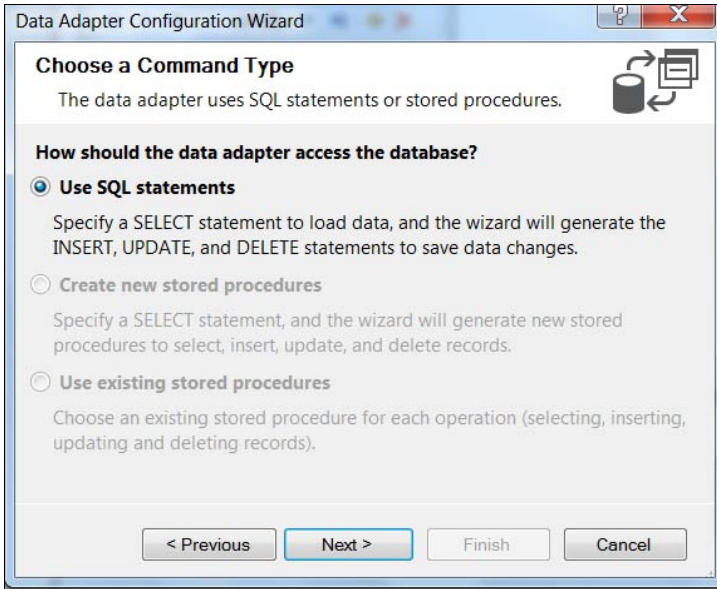 Data Adapter Configuration Wizard
Choose a Command Type
The data adapter uses SQL statements or stored procedures.
How should the data adapter access the database?
Use SQL statements
Specify a SELECT statement to load data, and the wizard will generate the
INSERT, UPDATE, and DELETE statements to save data changes.
Create new stored procedures
Specify a SELECT statement, and the wizard will generate new stored
procedures to select, insert, update, and delete records.
Use existing stored procedures
Choose an existing stored procedure for each operation (selecting, inserting,
updating and deleting records).
< Previous Next > Finish Cancel